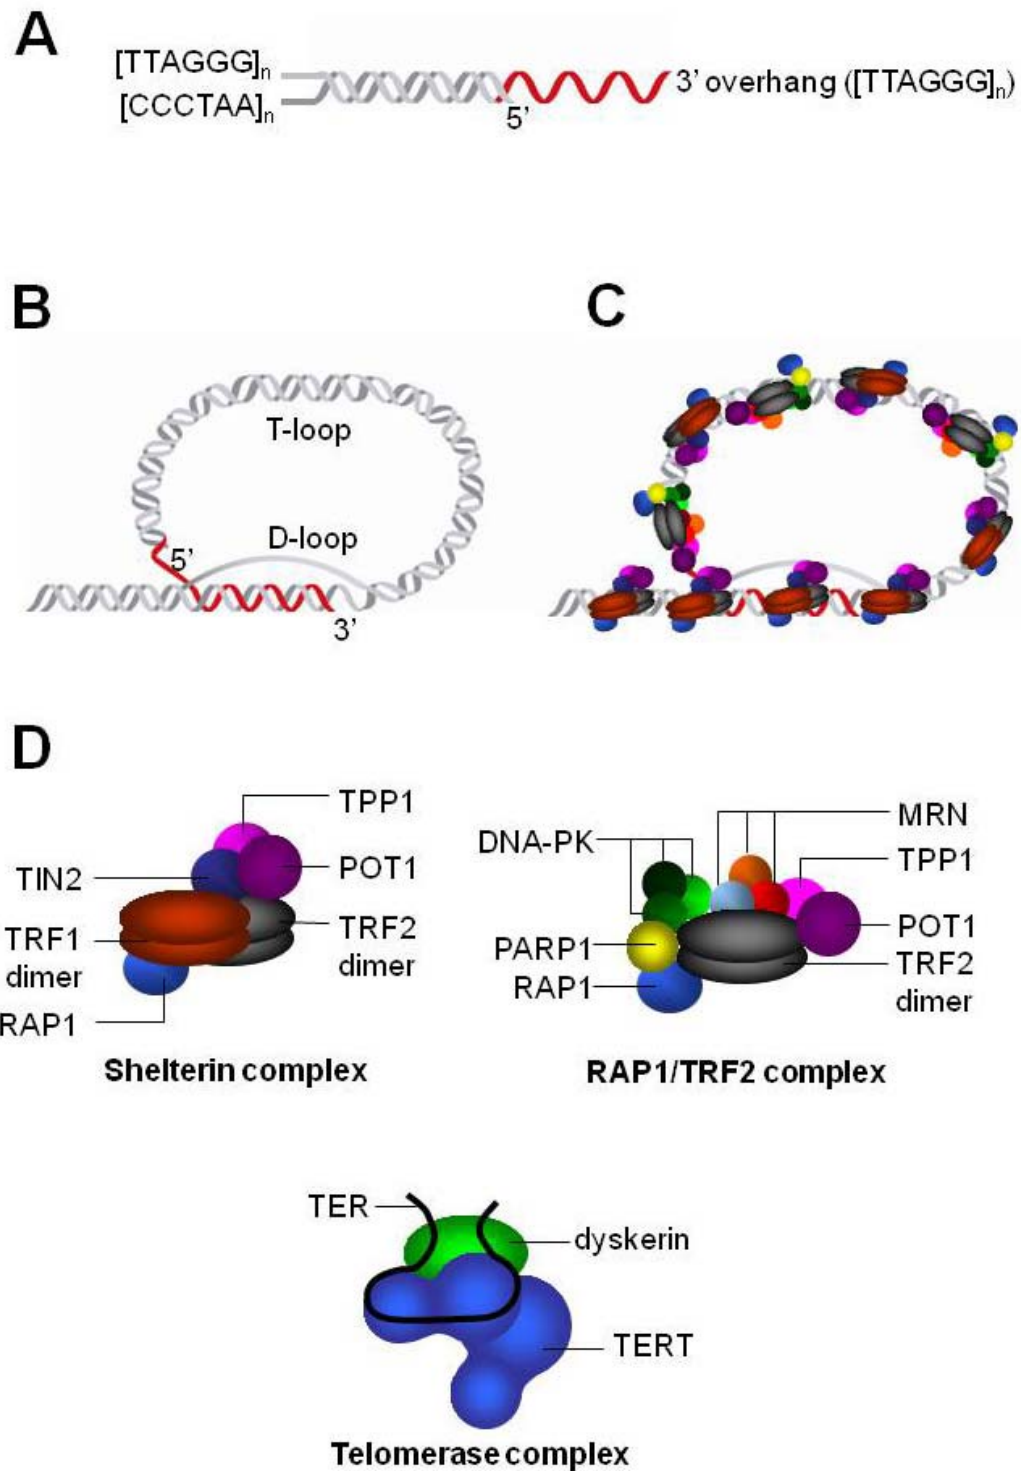 A
[TTAGGG]n
[CCCTAA]n
3’ overhang ([TTAGGG]n)
5’
B
C
T-loop
D-loop
5’
3’
D
TPP1
TIN2
POT1
TRF1
dimer
TRF2
dimer
RAP1
Shelterin complex
DNA-PK
MRN
TPP1
PARP1
POT1
RAP1
TRF2
dimer
RAP1/TRF2 complex
TER
dyskerin
TERT
Telomerase complex